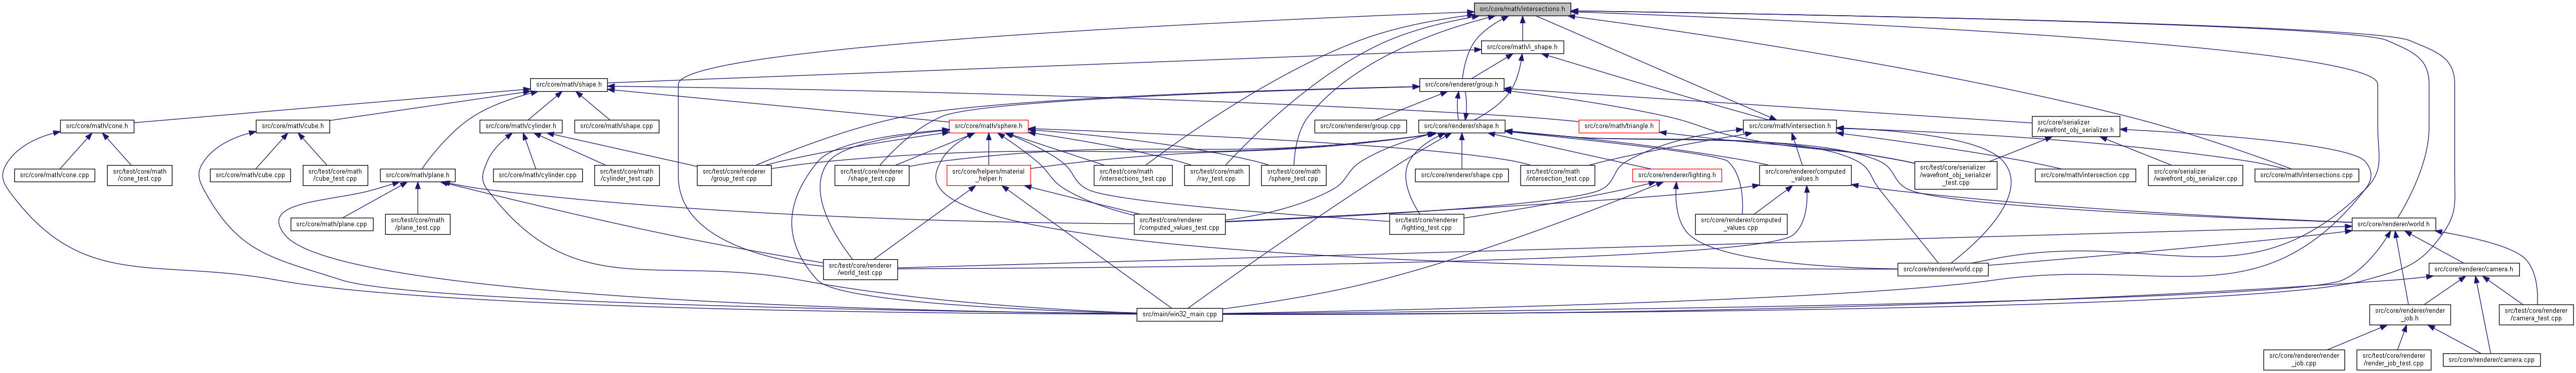 src/core/math/intersections.h
src/core/math/i_shape.h
src/core/math/shape.h
src/core/renderer/group.h
src/core/math/cone.h
src/core/math/cube.h
src/core/math/cylinder.h
src/core/math/shape.cpp
src/core/math/sphere.h
src/core/renderer/group.cpp
src/core/renderer/shape.h
src/core/math/triangle.h
src/core/math/intersection.h
src/core/serializer
/wavefront_obj_serializer.h
src/core/math/cone.cpp
src/test/core/math
/cone_test.cpp
src/core/math/cube.cpp
src/test/core/math
/cube_test.cpp
src/core/math/plane.h
src/core/math/cylinder.cpp
src/test/core/math
/cylinder_test.cpp
src/test/core/renderer
/group_test.cpp
src/test/core/renderer
/shape_test.cpp
src/core/helpers/material
_helper.h
src/test/core/math
/intersections_test.cpp
src/test/core/math
/ray_test.cpp
src/test/core/math
/sphere_test.cpp
src/core/renderer/shape.cpp
src/test/core/math
/intersection_test.cpp
src/core/renderer/lighting.h
src/core/renderer/computed
_values.h
src/test/core/serializer
/wavefront_obj_serializer
_test.cpp
src/core/math/intersection.cpp
src/core/serializer
/wavefront_obj_serializer.cpp
src/core/math/intersections.cpp
src/core/math/plane.cpp
src/test/core/math
/plane_test.cpp
src/test/core/renderer
/computed_values_test.cpp
src/test/core/renderer
/lighting_test.cpp
src/core/renderer/computed
_values.cpp
src/core/renderer/world.h
src/test/core/renderer
/world_test.cpp
src/core/renderer/world.cpp
src/core/renderer/camera.h
src/main/win32_main.cpp
src/core/renderer/render
_job.h
src/test/core/renderer
/camera_test.cpp
src/core/renderer/render
_job.cpp
src/test/core/renderer
/render_job_test.cpp
src/core/renderer/camera.cpp